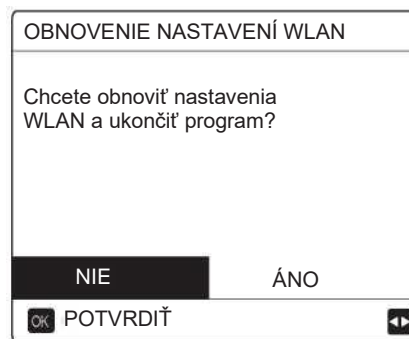 OBNOVENIE NASTAVENÍ WLAN
Chcete obnoviť nastavenia
WLAN a ukončiť program?
NIE ÁNO
OK POTVRDIŤ